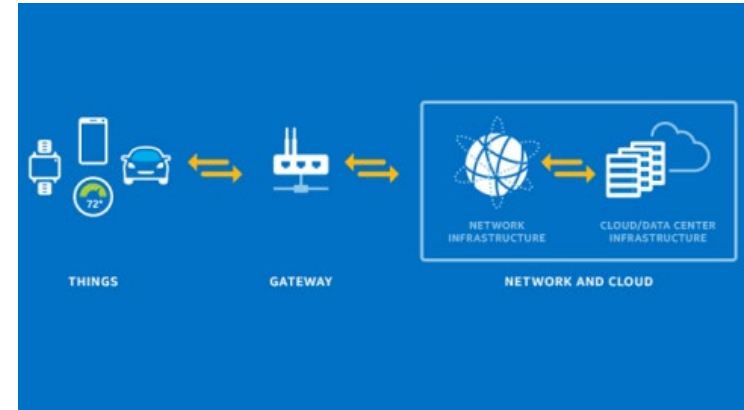 72°
NETWORK
INFRASTRUCTURE
CLOUD/DATA CENTER
INFRASTRUCTURE
THINGS
GATEWAY
NETWORK AND CLOUD